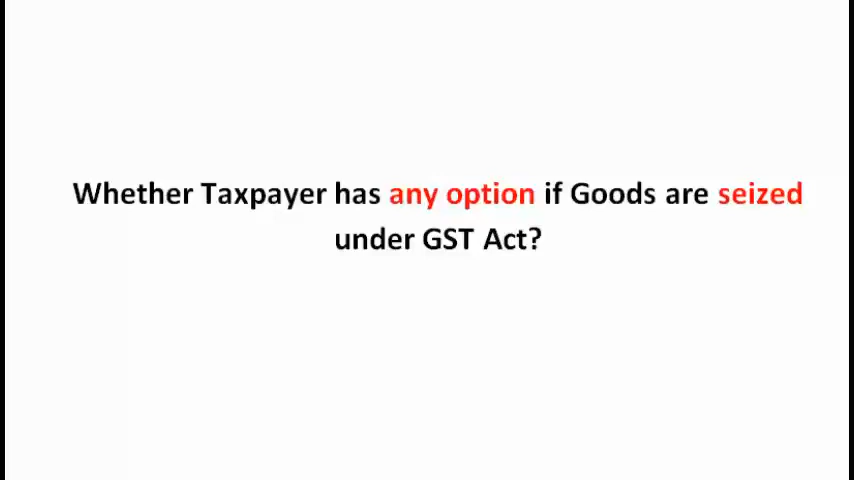 Whether Taxpayer has any option if Goods are seized
under GST Act?